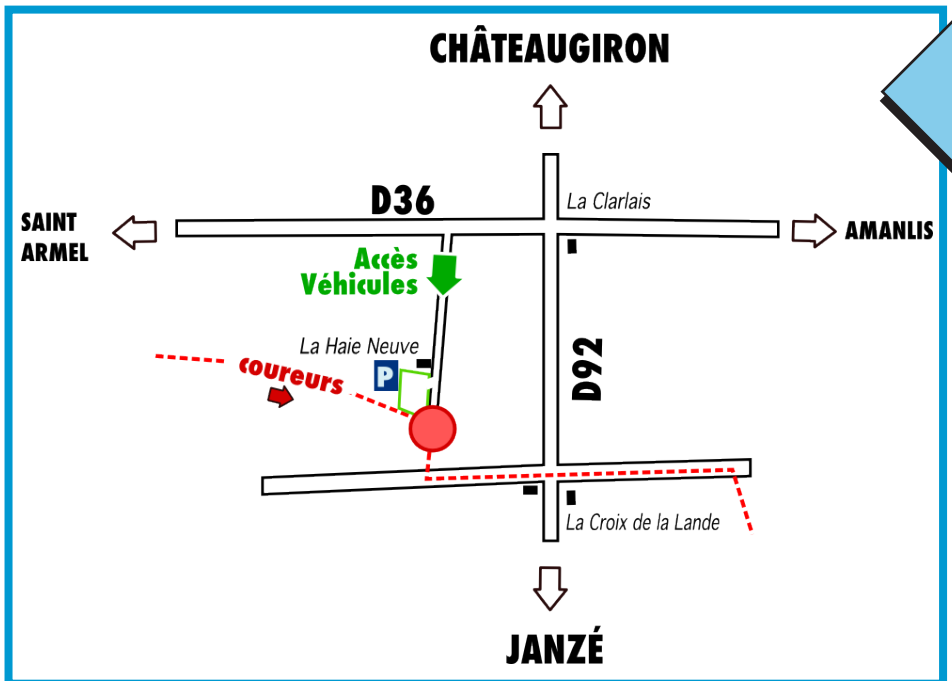 CHÂTEAUGIRON
D36
La Clarlais
SAINT
ARMEL
AMANLIS
Accès
Véhicules
La Haie Neuve
D92
coureurs
P
La Croix de la Lande
JANZÉ